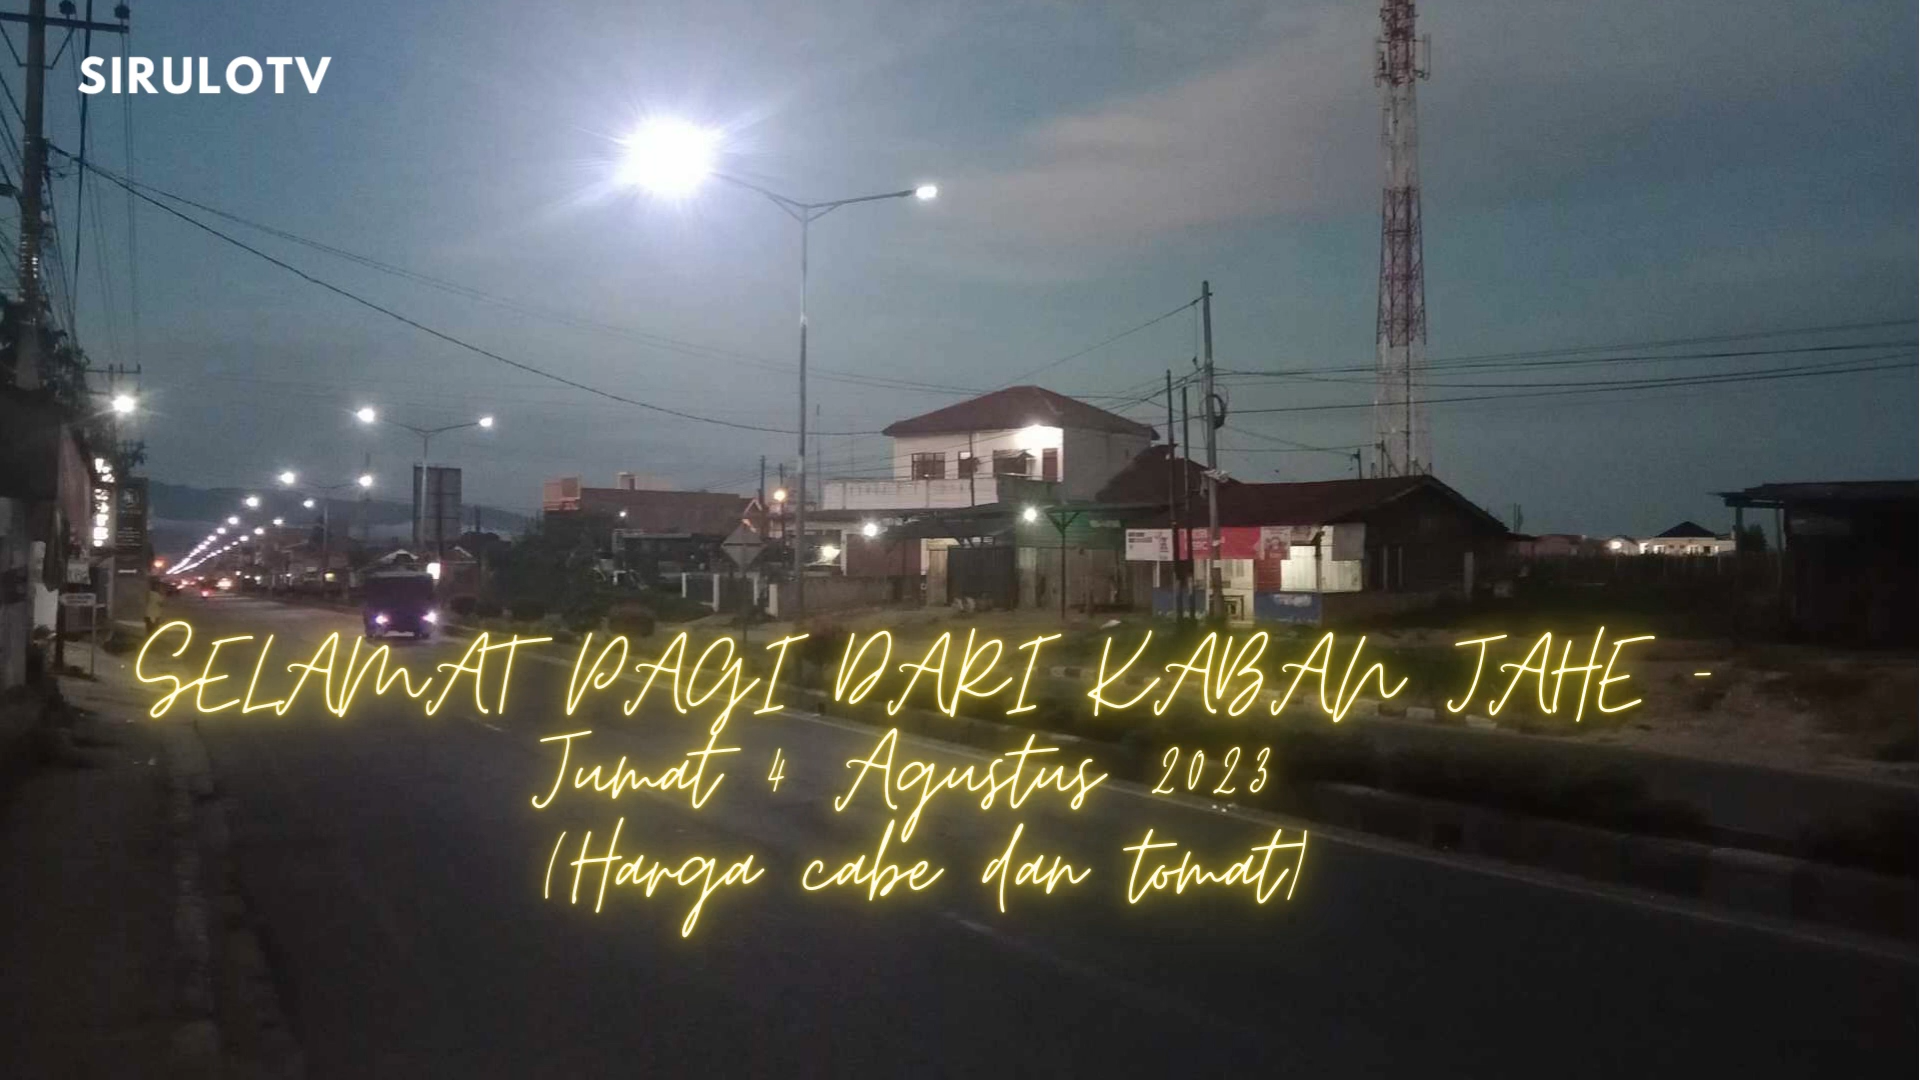 SIRULOTV
SELAMAT PAGI DARI KABAN JAHE -
Jumat 4 Agustus 2023
(Harga cabe dan tomat)